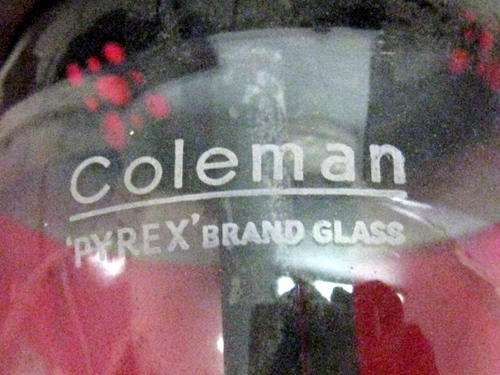 Coleman
'PYREX' BRAND GLASS